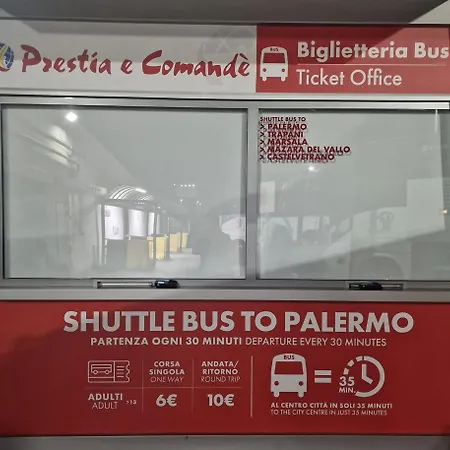 Prestia e Comandè
Biglietteria Bus
Ticket Office
SHUTTLE BUS TO
> PALERMO
> TRAPANI
> MARSALA
> MAZARA DEL VALLO
> CASTELVETRANO
SHUTTLE BUS TO PALERMO
PARTENZA OGNI 30 MINUTI DEPARTURE EVERY 30 MINUTES
CORSA SINGOLA ONE WAY
ANDATA/ RITORNO ROUND TRIP
ADULTI ADULT >13
6€
10€
BUS
=
35 MIN.
AL CENTRO CITTÀ IN SOLI 35 MINUTI
TO THE CITY CENTRE IN JUST 35 MINUTES